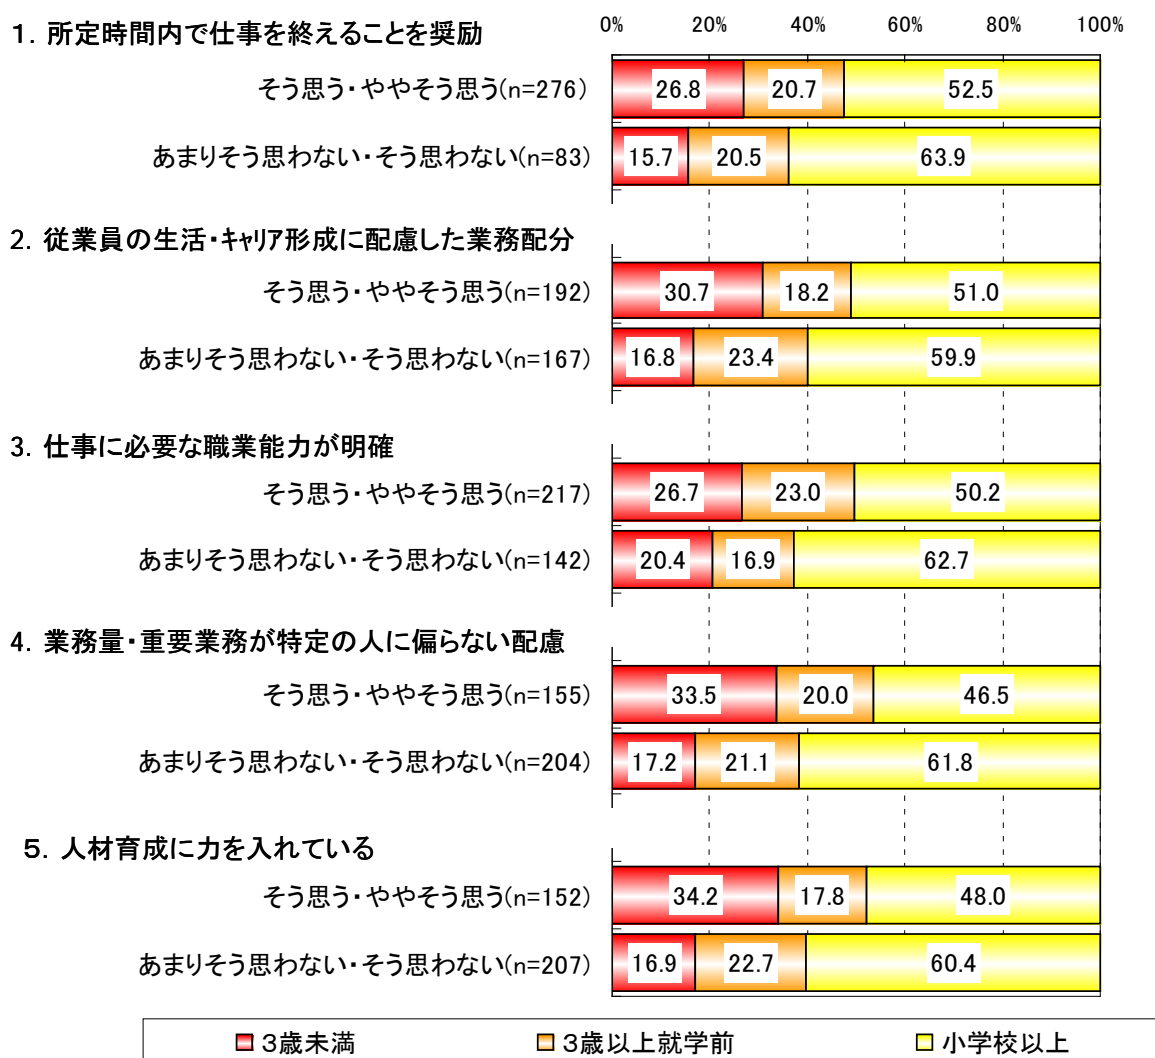 0% 20% 40% 60% 80% 100%
1. 所定時間内で仕事を終えることを奨励
そう思う・ややそう思う(n=276) 26.8 20.7 52.5
あまりそう思わない・そう思わない(n=83) 15.7 20.5 63.9
2. 従業員の生活・キャリア形成に配慮した業務配分
そう思う・ややそう思う(n=192) 30.7 18.2 51.0
あまりそう思わない・そう思わない(n=167) 16.8 23.4 59.9
3. 仕事に必要な職業能力が明確
そう思う・ややそう思う(n=217) 26.7 23.0 50.2
あまりそう思わない・そう思わない(n=142) 20.4 16.9 62.7
4. 業務量・重要業務が特定の人に偏らない配慮
そう思う・ややそう思う(n=155) 33.5 20.0 46.5
あまりそう思わない・そう思わない(n=204) 17.2 21.1 61.8
5. 人材育成に力を入れている
そう思う・ややそう思う(n=152) 34.2 17.8 48.0
あまりそう思わない・そう思わない(n=207) 16.9 22.7 60.4
3歳未満 3歳以上就学前 小学校以上